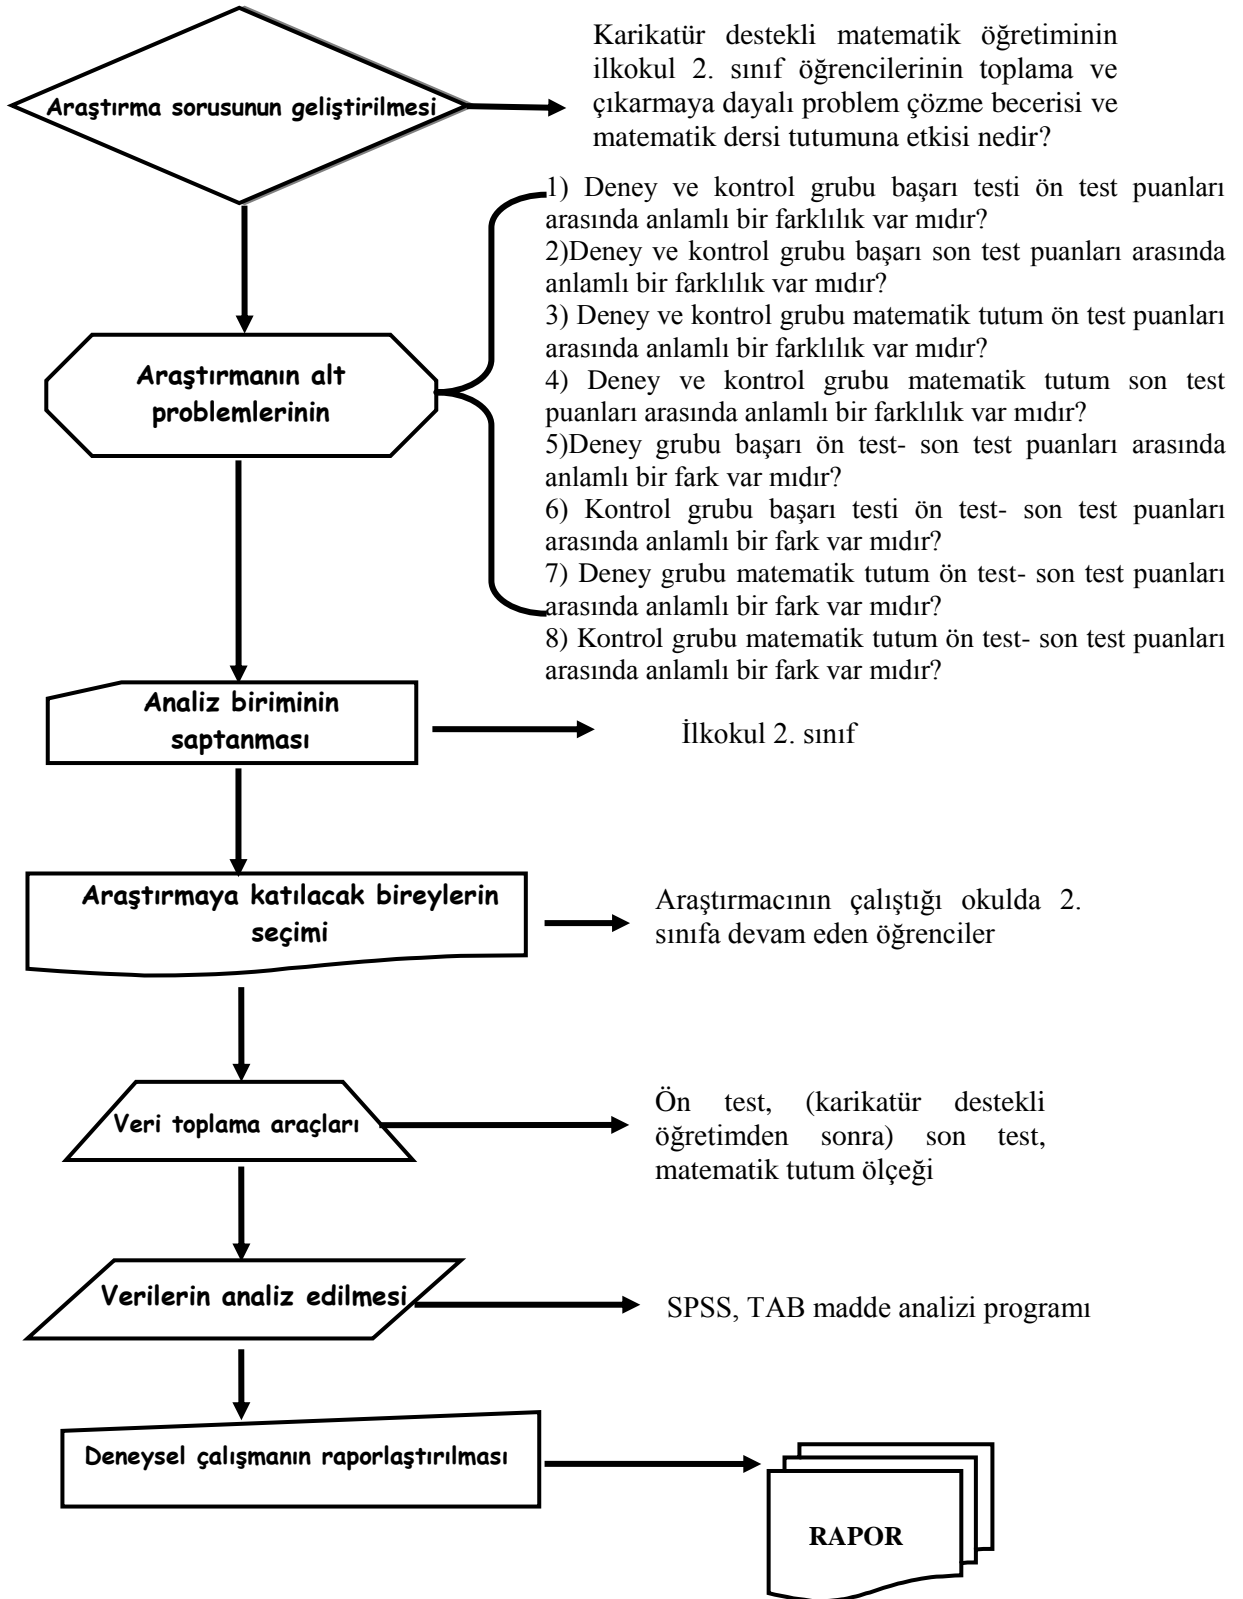 Araştırma sorusunun geliştirilmesi
Karikatür destekli matematik öğretiminin
ilkokul 2. sınıf öğrencilerinin toplama ve
çıkarmaya dayalı problem çözme becerisi ve
matematik dersi tutumuna etkisi nedir?
1) Deney ve kontrol grubu başarı testi ön test puanları
arasında anlamlı bir farklılık var mıdır?
2)Deney ve kontrol grubu başarı son test puanları arasında
anlamlı bir farklılık var mıdır?
3) Deney ve kontrol grubu matematik tutum ön test puanları
arasında anlamlı bir farklılık var mıdır?
4) Deney ve kontrol grubu matematik tutum son test
puanları arasında anlamlı bir farklılık var mıdır?
5)Deney grubu başarı ön test- son test puanları arasında
anlamlı bir fark var mıdır?
6) Kontrol grubu başarı testi ön test- son test puanları
arasında anlamlı bir fark var mıdır?
7) Deney grubu matematik tutum ön test- son test puanları
arasında anlamlı bir fark var mıdır?
8) Kontrol grubu matematik tutum ön test- son test puanları
arasında anlamlı bir fark var mıdır?
Araştırmanın alt
problemlerinin
Analiz biriminin
saptanması
İlkokul 2. sınıf
Araştırmaya katılacak bireylerin
seçimi
Araştırmacının çalıştığı okulda 2.
sınıfa devam eden öğrenciler
Veri toplama araçları
Ön test, (karikatür destekli
öğretimden sonra) son test,
matematik tutum ölçeği
Verilerin analiz edilmesi
SPSS, TAB madde analizi programı
Deneysel çalışmanın raporlaştırılması
RAPOR